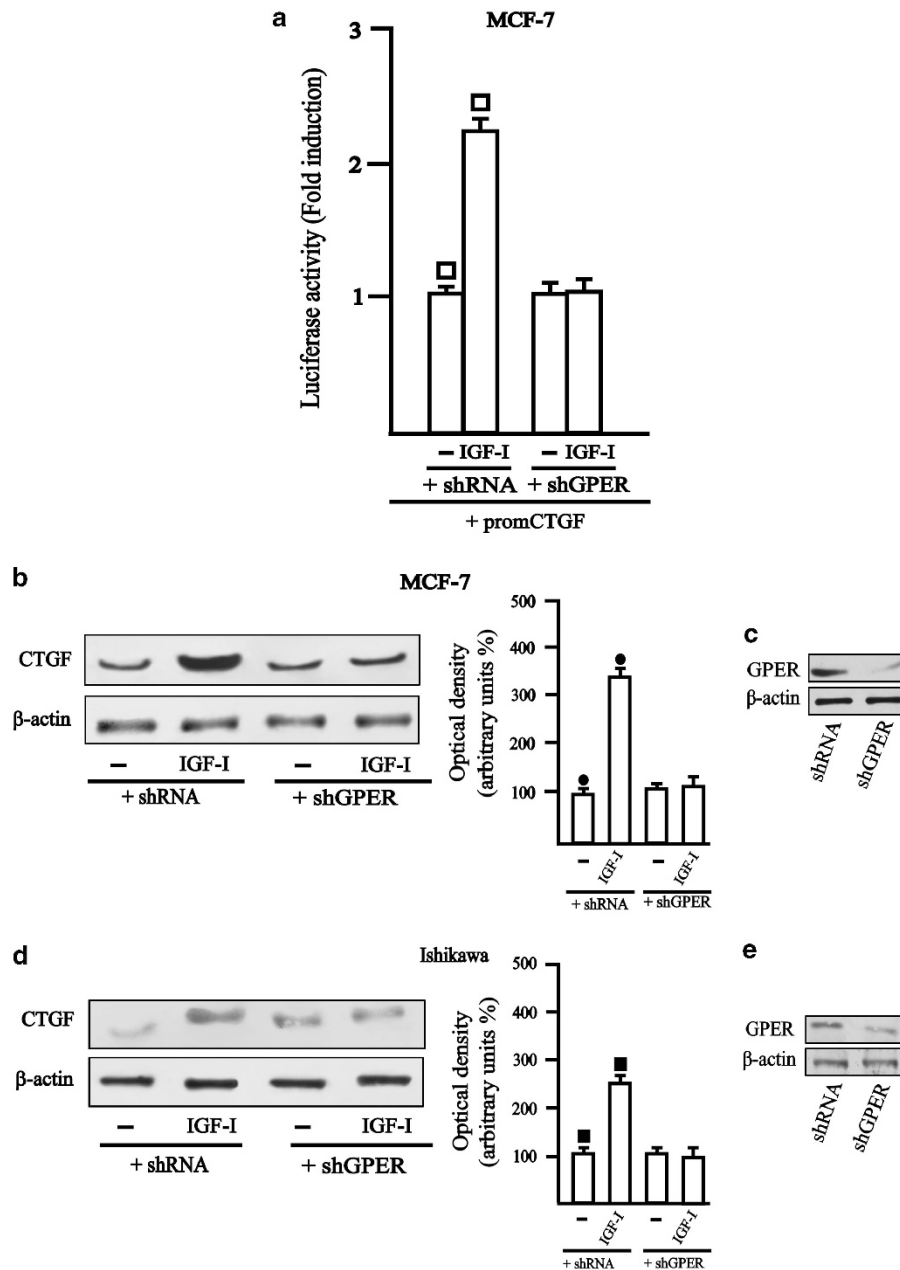 a
MCF-7
Luciferase activity (Fold induction)
3
2
1
– IGF-I – IGF-I
+ shRNA + shGPER
+ promCTGF
b
MCF-7
CTGF
β-actin
– IGF-I – IGF-I
+ shRNA + shGPER
Optical density
(arbitrary units %)
500
400
300
200
100
– IGF-I – IGF-I
+ shRNA + shGPER
c
GPER
β-actin
shRNA shGPER
d
Ishikawa
CTGF
β-actin
– IGF-I – IGF-I
+ shRNA + shGPER
Optical density
(arbitrary units %)
500
400
300
200
100
– IGF-I – IGF-I
+ shRNA + shGPER
e
GPER
β-actin
shRNA shGPER